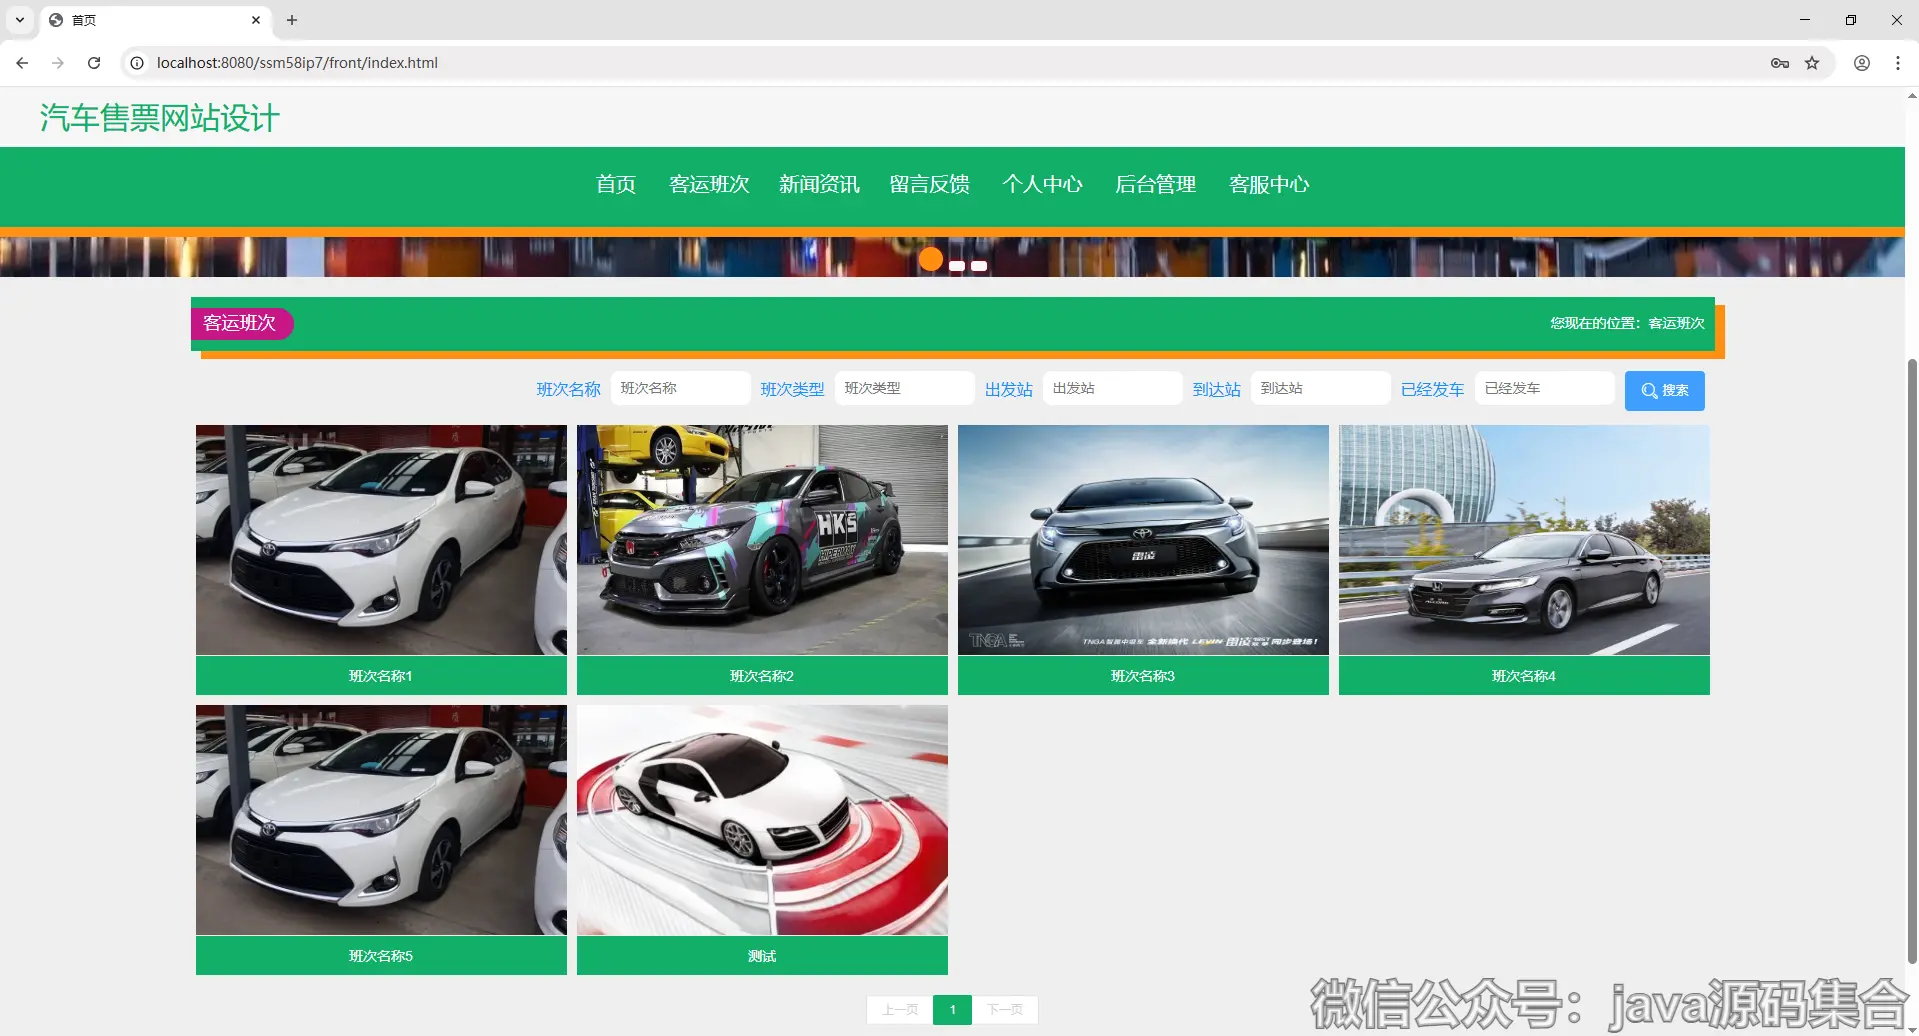 首页
localhost:8080/ssm58ip7/front/index.html
汽车售票网站设计
首页 客运班次 新闻资讯 留言反馈 个人中心 后台管理 客服中心
客运班次 您现在的位置：客运班次
班次名称 班次名称 班次类型 班次类型 出发站 出发站 到达站 到达站 已经发车 已经发车 搜索
HKS
HIPERMAX
雷凌
TNGA
班次名称1 班次名称2 班次名称3 班次名称4
班次名称5 测试
上一页 1 下一页
微信公众号：java源码集合